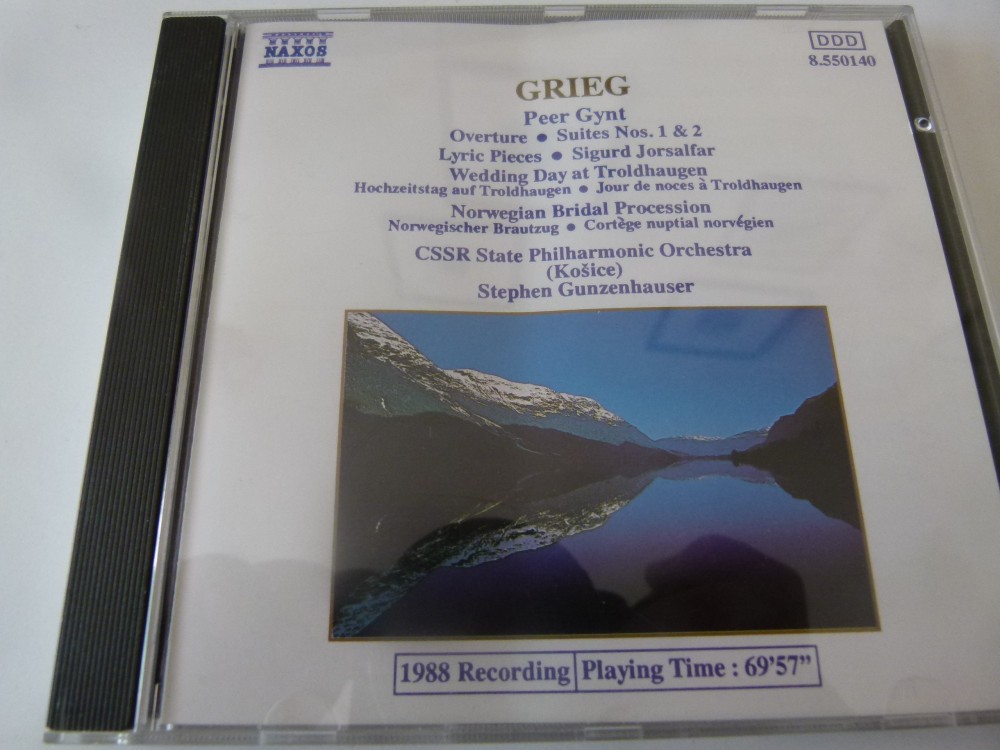 NAXOS
DDD
8.550140
GRIEG
Peer Gynt
Overture • Suites Nos. 1 & 2
Lyric Pieces • Sigurd Jorsalfar
Wedding Day at Troldhaugen
Hochzeitstag auf Troldhaugen • Jour de noces à Troldhaugen
Norwegian Bridal Procession
Norwegischer Brautzug • Cortège nuptial norvégien
CSSR State Philharmonic Orchestra
(Košice)
Stephen Gunzenhauser
1988 Recording
Playing Time : 69'57”